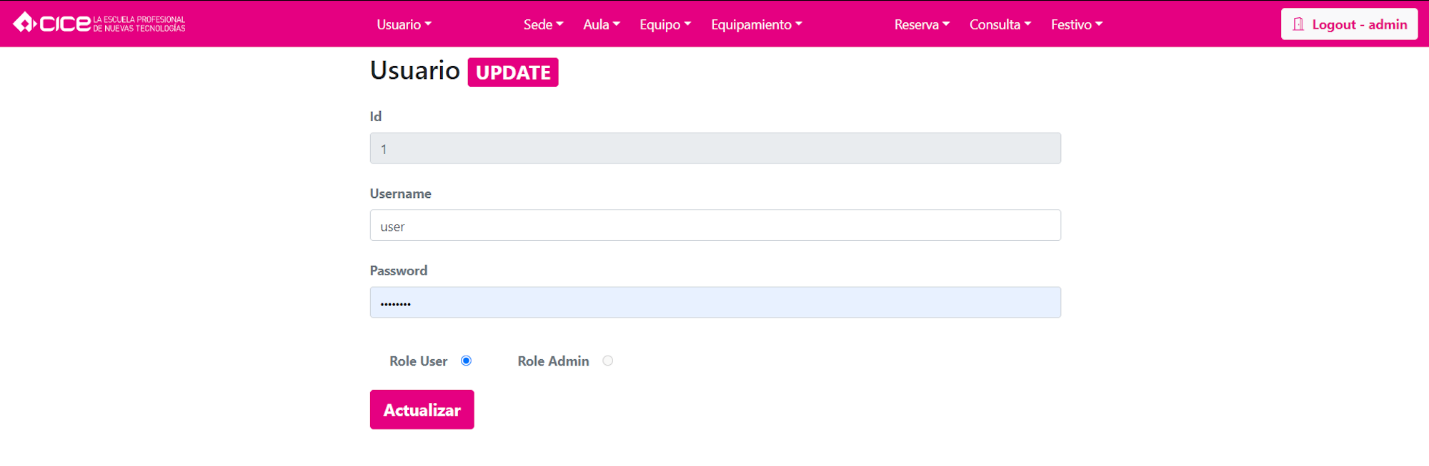 CICE LA ESCUELA PROFESIONAL
DE NUEVAS TECNOLOGÍAS
Usuario Sede Aula Equipo Equipamiento Reserva Consulta Festivo Logout - admin
Usuario UPDATE
Id
1
Username
user
Password
••••••••
Role User Role Admin
Actualizar